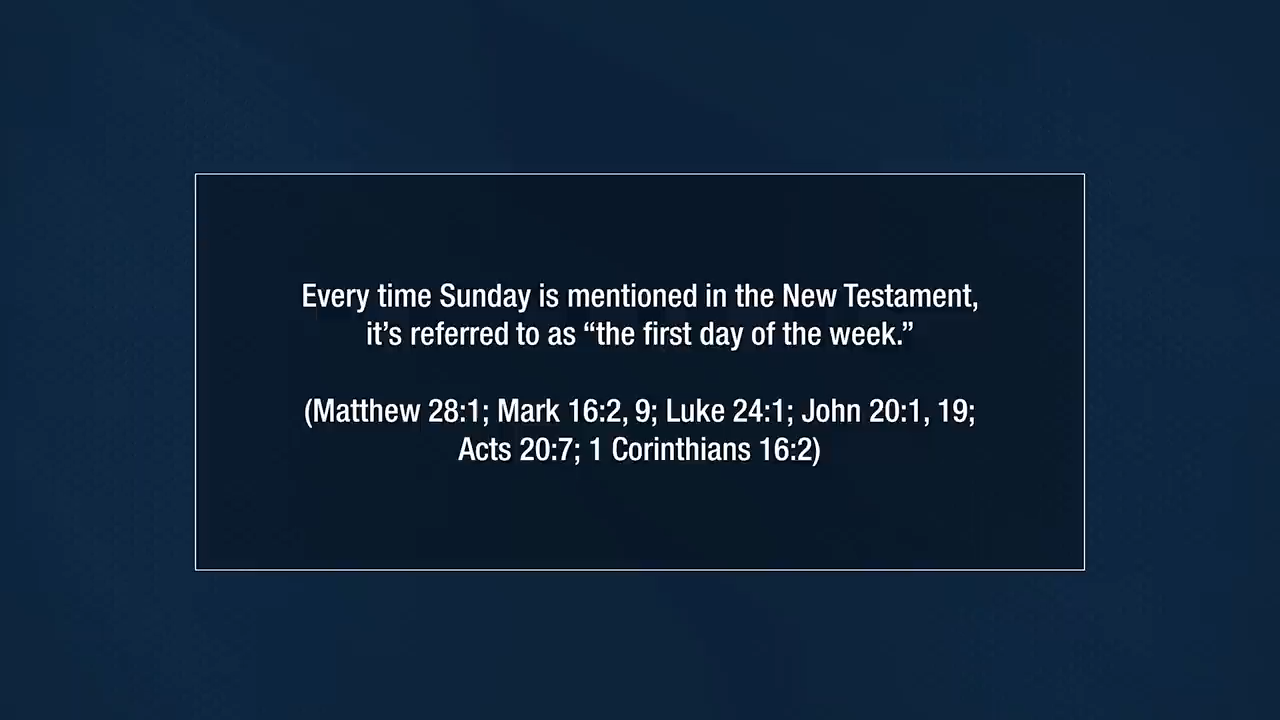 Every time Sunday is mentioned in the New Testament,
it’s referred to as “the first day of the week.”
(Matthew 28:1; Mark 16:2, 9; Luke 24:1; John 20:1, 19;
Acts 20:7; 1 Corinthians 16:2)